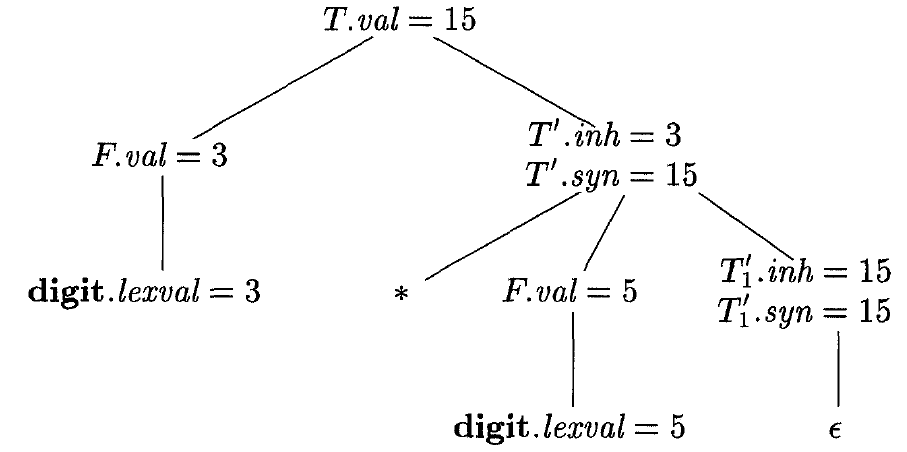 T.val = 15
F.val = 3
T′.inh = 3
T′.syn = 15
digit.lexval = 3
*
F.val = 5
T′₁.inh = 15
T′₁.syn = 15
digit.lexval = 5
ϵ